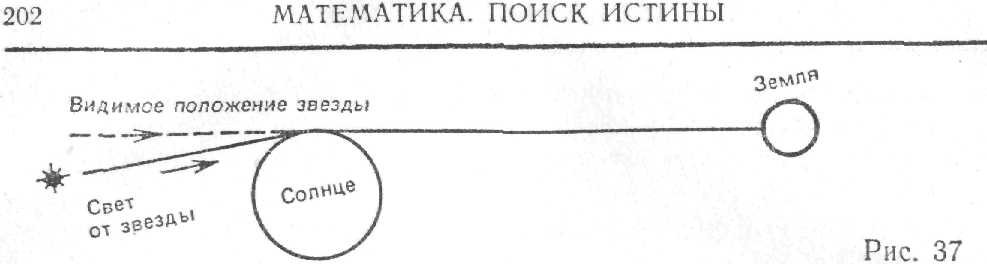 202
МАТЕМАТИКА. ПОИСК ИСТИНЫ
Земля
Видимое положение звезды
Солнце
Свет
от звезды
Рис. 37